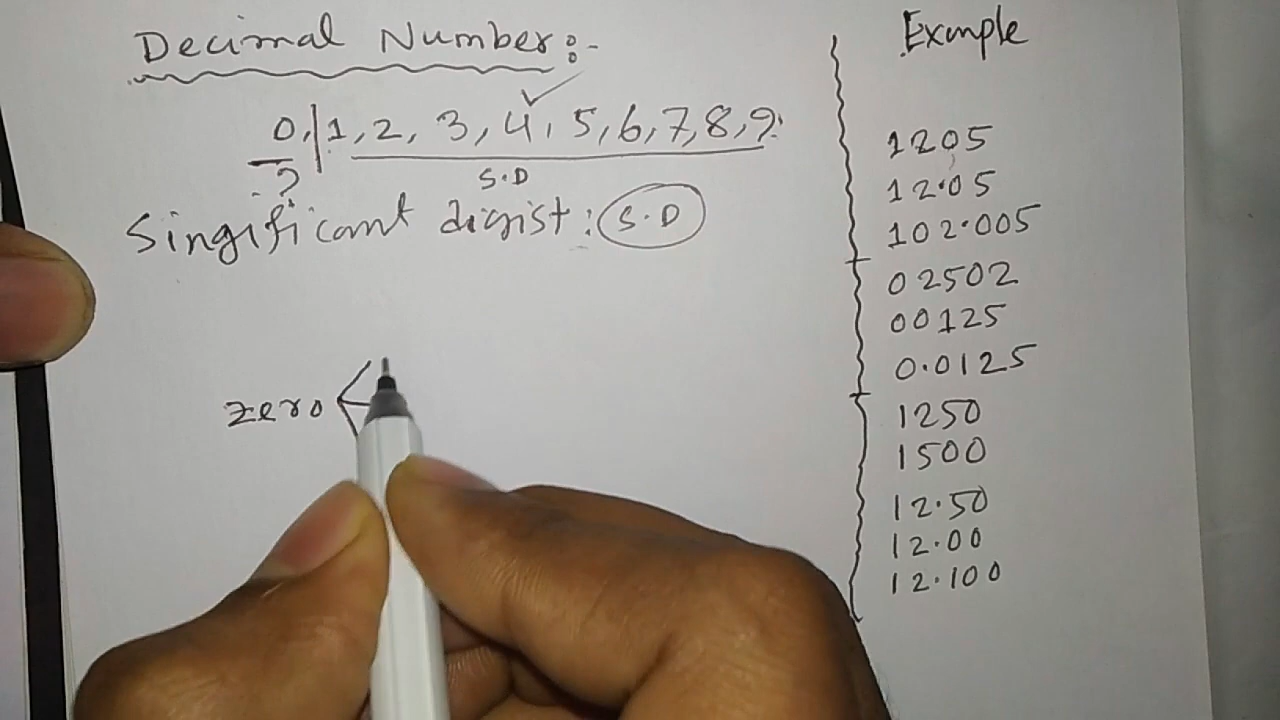 Decimal Number:-
0, | 1, 2, 3, 4, 5, 6, 7, 8, 9.
? S.D
Singificant digist : S.D
zero
Exmple
1205
12.05
102.005
02502
00125
0.0125
1250
1500
12.50
12.00
12.100